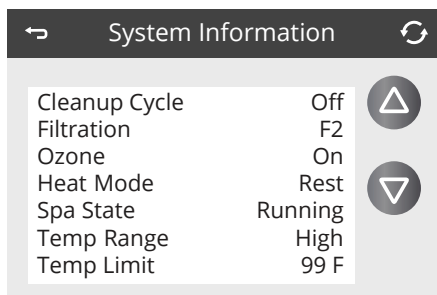 System Information
Cleanup Cycle Off
Filtration F2
Ozone On
Heat Mode Rest
Spa State Running
Temp Range High
Temp Limit 99 F